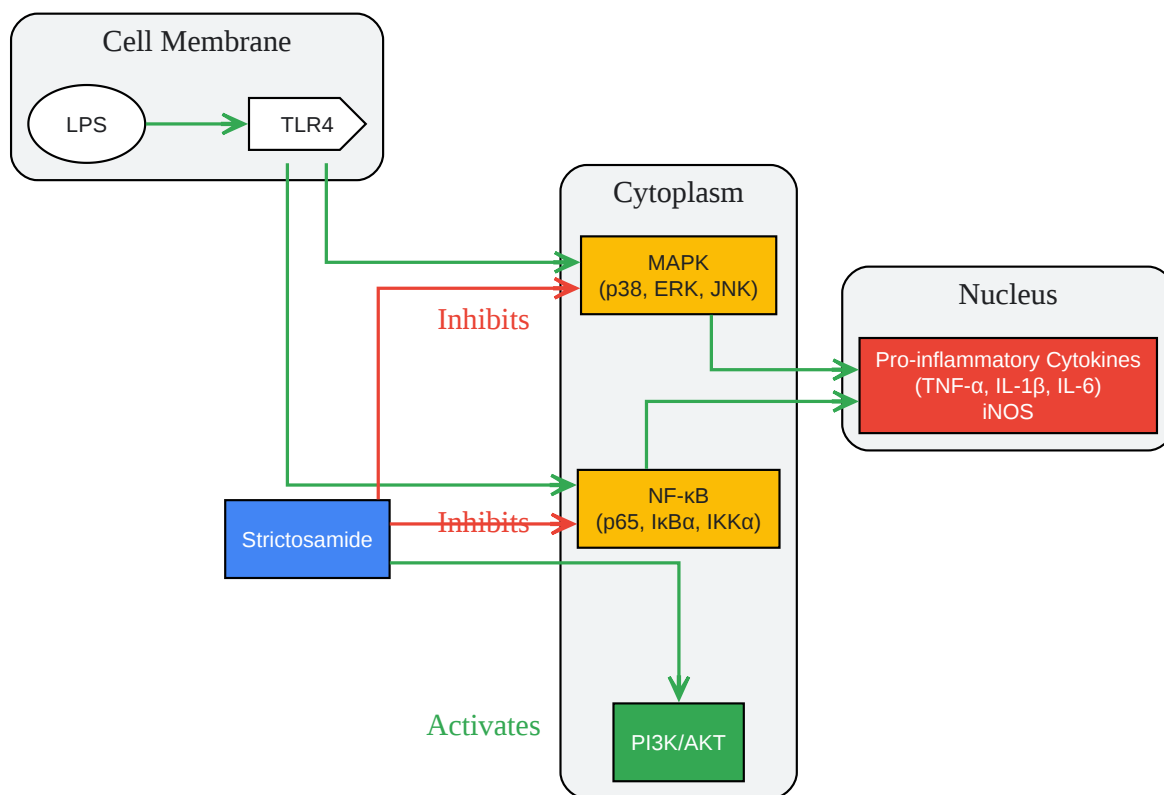 Cell Membrane
LPS
TLR4
Cytoplasm
MAPK
(p38, ERK, JNK)
Inhibits
Nucleus
Pro-inflammatory Cytokines
(TNF-α, IL-1β, IL-6)
iNOS
NF-κB
(p65, IκBα, IKKα)
Inhibits
Strictosamide
Activates
PI3K/AKT